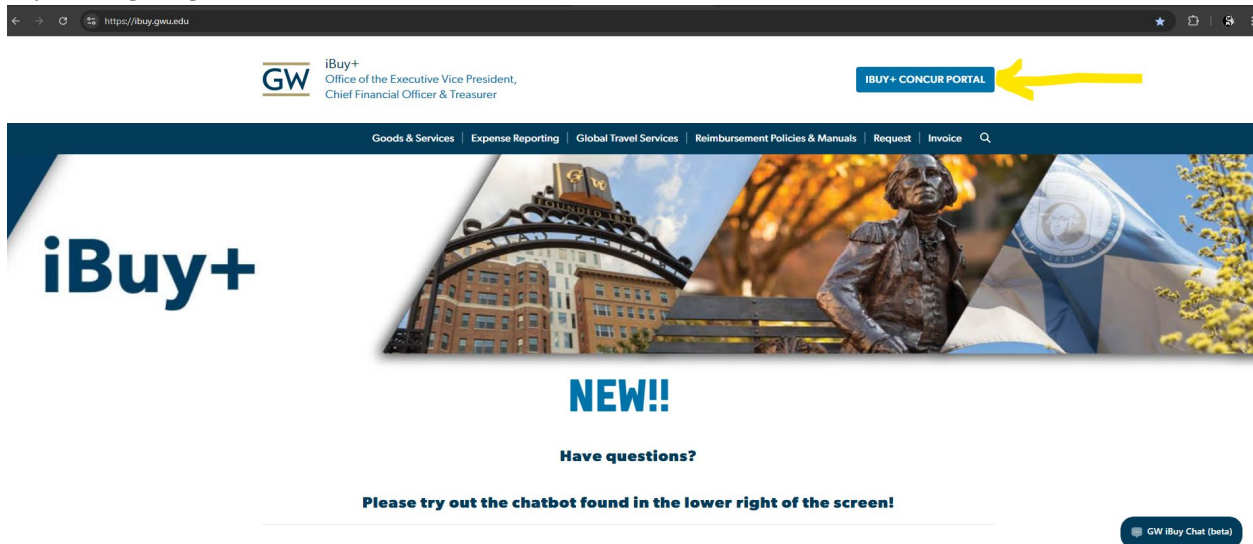 https://ibuy.gwu.edu
GW
iBuy+
Office of the Executive Vice President,
Chief Financial Officer & Treasurer
IBUY+ CONCUR PORTAL
Goods & Services | Expense Reporting | Global Travel Services | Reimbursement Policies & Manuals | Request | Invoice
iBuy+
G W
NEW!!
Have questions?
Please try out the chatbot found in the lower right of the screen!
GW iBuy Chat (beta)